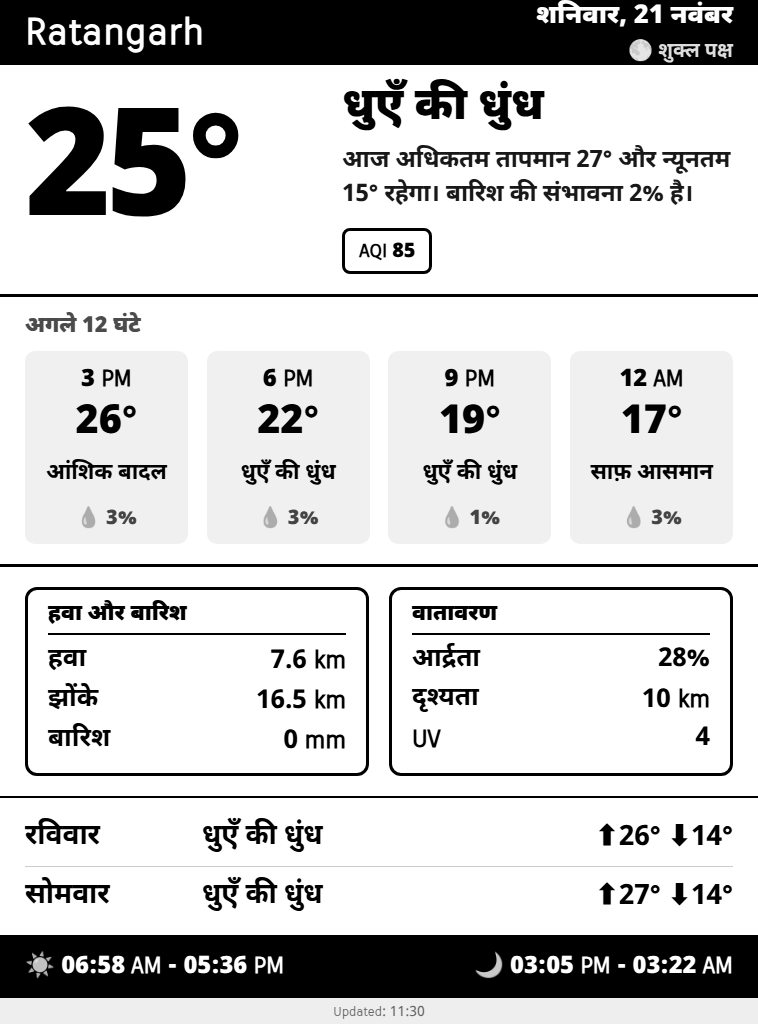 Ratangarh
शनिवार, 21 नवंबर
शुक्ल पक्ष
25°
धुएँ की धुंध
आज अधिकतम तापमान 27° और न्यूनतम
15° रहेगा। बारिश की संभावना 2% है।
AQI 85
अगले 12 घंटे
3 PM
26°
आंशिक बादल
3%
6 PM
22°
धुएँ की धुंध
3%
9 PM
19°
धुएँ की धुंध
1%
12 AM
17°
साफ़ आसमान
3%
हवा और बारिश
हवा 7.6 km
झोंके 16.5 km
बारिश 0 mm
वातावरण
आर्द्रता 28%
दृश्यता 10 km
UV 4
रविवार धुएँ की धुंध ⬆26° ⬇14°
सोमवार धुएँ की धुंध ⬆27° ⬇14°
06:58 AM - 05:36 PM
03:05 PM - 03:22 AM
Updated: 11:30